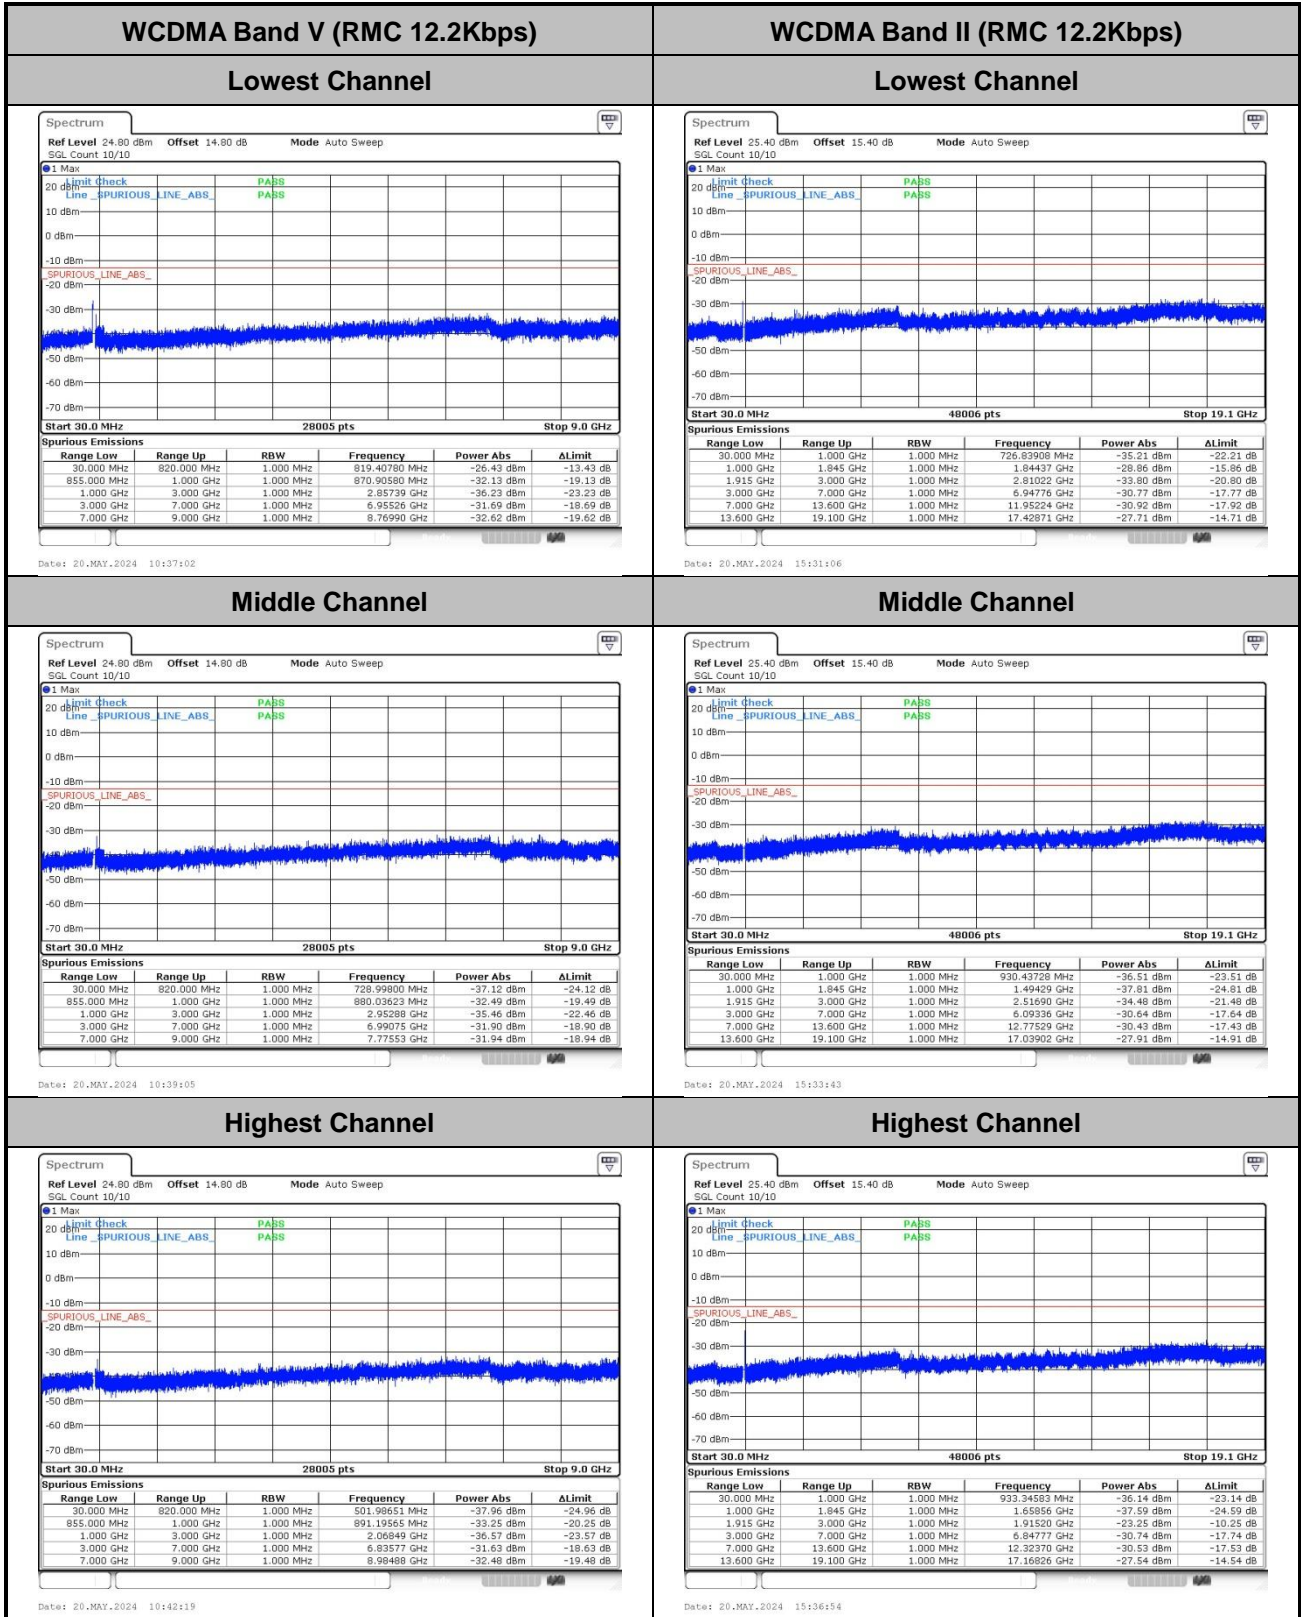 WCDMA Band V (RMC 12.2Kbps) WCDMA Band II (RMC 12.2Kbps)
Lowest Channel Lowest Channel
Spectrum
Ref Level 24.80 dBm Offset 14.80 dB Mode Auto Sweep
SGL Count 10/10
1 Max
Limit Check PASS
20 dBm
Line _SPURIOUS_LINE_ABS_ PASS
10 dBm
0 dBm
-10 dBm
_SPURIOUS_LINE_ABS_
-20 dBm
-30 dBm
-50 dBm
-60 dBm
-70 dBm
Start 30.0 MHz 28005 pts Stop 9.0 GHz
Spurious Emissions
Range Low Range Up RBW Frequency Power Abs ΔLimit
30.000 MHz 820.000 MHz 1.000 MHz 819.40780 MHz -26.43 dBm -13.43 dB
855.000 MHz 1.000 GHz 1.000 MHz 870.90580 MHz -32.13 dBm -19.13 dB
1.000 GHz 3.000 GHz 1.000 MHz 2.85739 GHz -36.23 dBm -23.23 dB
3.000 GHz 7.000 GHz 1.000 MHz 6.95526 GHz -31.69 dBm -18.69 dB
7.000 GHz 9.000 GHz 1.000 MHz 8.76990 GHz -32.62 dBm -19.62 dB
Date: 20.MAY.2024 10:37:02
Spectrum
Ref Level 25.40 dBm Offset 15.40 dB Mode Auto Sweep
SGL Count 10/10
1 Max
Limit Check PASS
20 dBm
Line _SPURIOUS_LINE_ABS_ PASS
10 dBm
0 dBm
-10 dBm
_SPURIOUS_LINE_ABS_
-20 dBm
-30 dBm
-50 dBm
-60 dBm
-70 dBm
Start 30.0 MHz 48006 pts Stop 19.1 GHz
Spurious Emissions
Range Low Range Up RBW Frequency Power Abs ΔLimit
30.000 MHz 1.000 GHz 1.000 MHz 726.83908 MHz -35.21 dBm -22.21 dB
1.000 GHz 1.845 GHz 1.000 MHz 1.84437 GHz -28.86 dBm -15.86 dB
1.915 GHz 3.000 GHz 1.000 MHz 2.81022 GHz -33.80 dBm -20.80 dB
3.000 GHz 7.000 GHz 1.000 MHz 6.94776 GHz -30.77 dBm -17.77 dB
7.000 GHz 13.600 GHz 1.000 MHz 11.95224 GHz -30.92 dBm -17.92 dB
13.600 GHz 19.100 GHz 1.000 MHz 17.42871 GHz -27.71 dBm -14.71 dB
Date: 20.MAY.2024 15:31:06
Middle Channel Middle Channel
Spectrum
Ref Level 24.80 dBm Offset 14.80 dB Mode Auto Sweep
SGL Count 10/10
1 Max
Limit Check PASS
20 dBm
Line _SPURIOUS_LINE_ABS_ PASS
10 dBm
0 dBm
-10 dBm
_SPURIOUS_LINE_ABS_
-20 dBm
-30 dBm
-50 dBm
-60 dBm
-70 dBm
Start 30.0 MHz 28005 pts Stop 9.0 GHz
Spurious Emissions
Range Low Range Up RBW Frequency Power Abs ΔLimit
30.000 MHz 820.000 MHz 1.000 MHz 728.99800 MHz -37.12 dBm -24.12 dB
855.000 MHz 1.000 GHz 1.000 MHz 880.03623 MHz -32.49 dBm -19.49 dB
1.000 GHz 3.000 GHz 1.000 MHz 2.95288 GHz -35.46 dBm -22.46 dB
3.000 GHz 7.000 GHz 1.000 MHz 6.99075 GHz -31.90 dBm -18.90 dB
7.000 GHz 9.000 GHz 1.000 MHz 7.77553 GHz -31.94 dBm -18.94 dB
Date: 20.MAY.2024 10:39:05
Spectrum
Ref Level 25.40 dBm Offset 15.40 dB Mode Auto Sweep
SGL Count 10/10
1 Max
Limit Check PASS
20 dBm
Line _SPURIOUS_LINE_ABS_ PASS
10 dBm
0 dBm
-10 dBm
_SPURIOUS_LINE_ABS_
-20 dBm
-30 dBm
-50 dBm
-60 dBm
-70 dBm
Start 30.0 MHz 48006 pts Stop 19.1 GHz
Spurious Emissions
Range Low Range Up RBW Frequency Power Abs ΔLimit
30.000 MHz 1.000 GHz 1.000 MHz 930.43728 MHz -36.51 dBm -23.51 dB
1.000 GHz 1.845 GHz 1.000 MHz 1.49429 GHz -37.81 dBm -24.81 dB
1.915 GHz 3.000 GHz 1.000 MHz 2.51690 GHz -34.48 dBm -21.48 dB
3.000 GHz 7.000 GHz 1.000 MHz 6.09336 GHz -30.64 dBm -17.64 dB
7.000 GHz 13.600 GHz 1.000 MHz 12.77529 GHz -30.43 dBm -17.43 dB
13.600 GHz 19.100 GHz 1.000 MHz 17.03902 GHz -27.91 dBm -14.91 dB
Date: 20.MAY.2024 15:33:43
Highest Channel Highest Channel
Spectrum
Ref Level 24.80 dBm Offset 14.80 dB Mode Auto Sweep
SGL Count 10/10
1 Max
Limit Check PASS
20 dBm
Line _SPURIOUS_LINE_ABS_ PASS
10 dBm
0 dBm
-10 dBm
_SPURIOUS_LINE_ABS_
-20 dBm
-30 dBm
-50 dBm
-60 dBm
-70 dBm
Start 30.0 MHz 28005 pts Stop 9.0 GHz
Spurious Emissions
Range Low Range Up RBW Frequency Power Abs ΔLimit
30.000 MHz 820.000 MHz 1.000 MHz 501.98651 MHz -37.96 dBm -24.96 dB
855.000 MHz 1.000 GHz 1.000 MHz 891.19565 MHz -33.25 dBm -20.25 dB
1.000 GHz 3.000 GHz 1.000 MHz 2.06849 GHz -36.57 dBm -23.57 dB
3.000 GHz 7.000 GHz 1.000 MHz 6.83577 GHz -31.63 dBm -18.63 dB
7.000 GHz 9.000 GHz 1.000 MHz 8.98488 GHz -32.48 dBm -19.48 dB
Date: 20.MAY.2024 10:42:19
Spectrum
Ref Level 25.40 dBm Offset 15.40 dB Mode Auto Sweep
SGL Count 10/10
1 Max
Limit Check PASS
20 dBm
Line _SPURIOUS_LINE_ABS_ PASS
10 dBm
0 dBm
-10 dBm
_SPURIOUS_LINE_ABS_
-20 dBm
-30 dBm
-50 dBm
-60 dBm
-70 dBm
Start 30.0 MHz 48006 pts Stop 19.1 GHz
Spurious Emissions
Range Low Range Up RBW Frequency Power Abs ΔLimit
30.000 MHz 1.000 GHz 1.000 MHz 933.34583 MHz -36.14 dBm -23.14 dB
1.000 GHz 1.845 GHz 1.000 MHz 1.65856 GHz -37.59 dBm -24.59 dB
1.915 GHz 3.000 GHz 1.000 MHz 1.91520 GHz -23.25 dBm -10.25 dB
3.000 GHz 7.000 GHz 1.000 MHz 6.84777 GHz -30.74 dBm -17.74 dB
7.000 GHz 13.600 GHz 1.000 MHz 12.32370 GHz -30.53 dBm -17.53 dB
13.600 GHz 19.100 GHz 1.000 MHz 17.16826 GHz -27.54 dBm -14.54 dB
Date: 20.MAY.2024 15:36:54